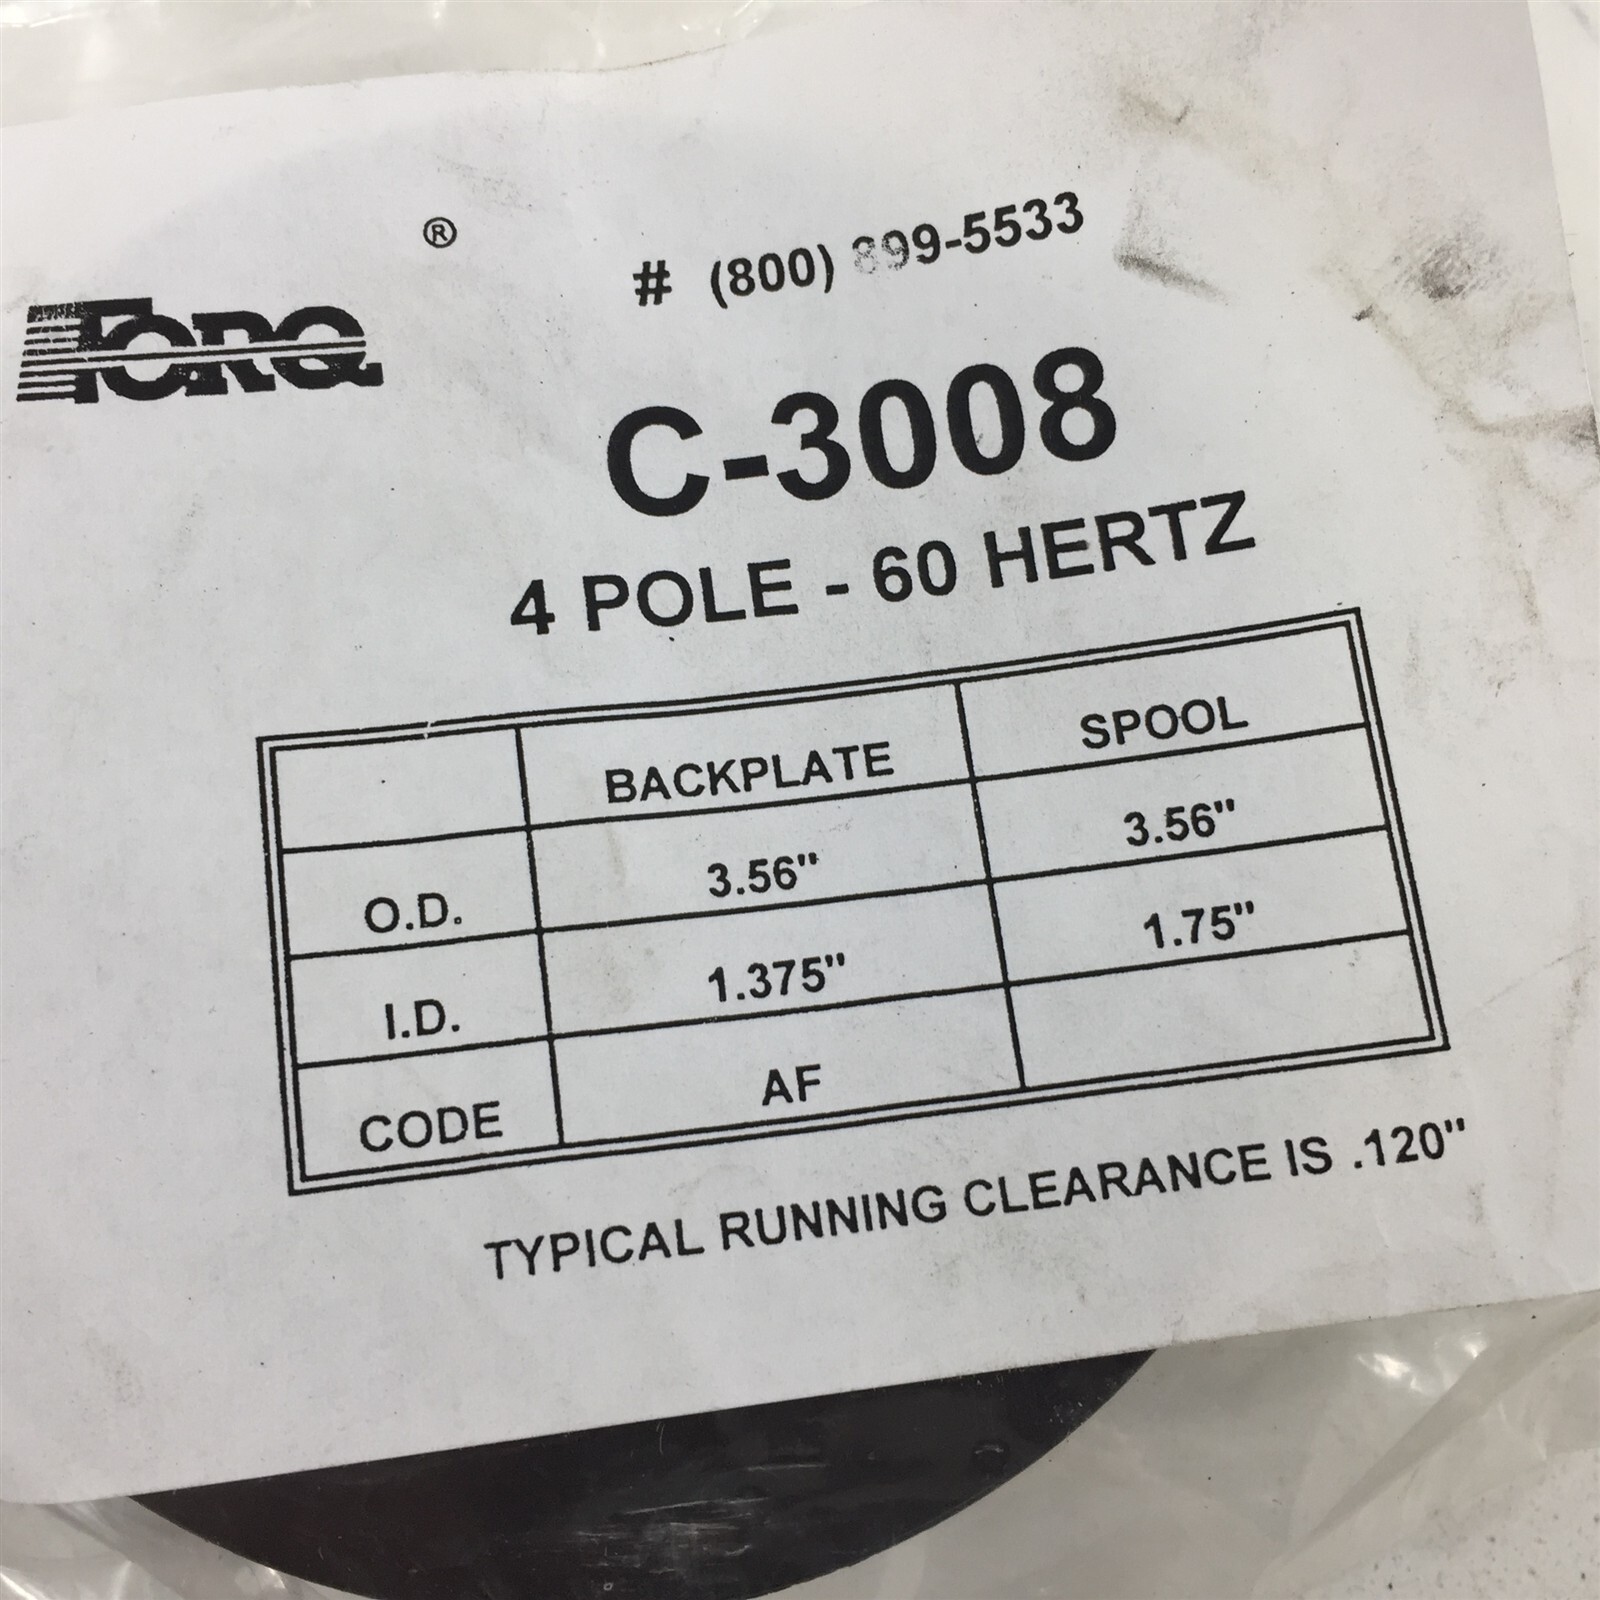 ®
TORQ
# (800) 899-5533
C-3008
4 POLE - 60 HERTZ
BACKPLATE SPOOL
O.D. 3.56" 3.56"
I.D. 1.375" 1.75"
CODE AF
TYPICAL RUNNING CLEARANCE IS .120"